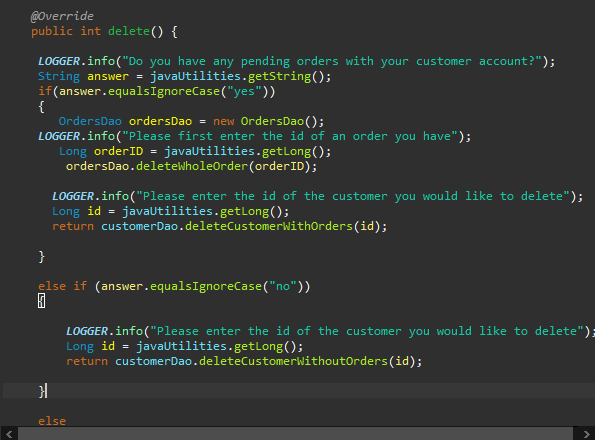 @Override
public int delete() {
LOGGER.info("Do you have any pending orders with your customer account?");
String answer = javaUtilities.getString();
if(answer.equalsIgnoreCase("yes"))
{
OrdersDao ordersDao = new OrdersDao();
LOGGER.info("Please first enter the id of an order you have");
Long orderID = javaUtilities.getLong();
ordersDao.deleteWholeOrder(orderID);
LOGGER.info("Please enter the id of the customer you would like to delete");
Long id = javaUtilities.getLong();
return customerDao.deleteCustomerWithOrders(id);
}
else if (answer.equalsIgnoreCase("no"))
{
LOGGER.info("Please enter the id of the customer you would like to delete");
Long id = javaUtilities.getLong();
return customerDao.deleteCustomerWithoutOrders(id);
}
else